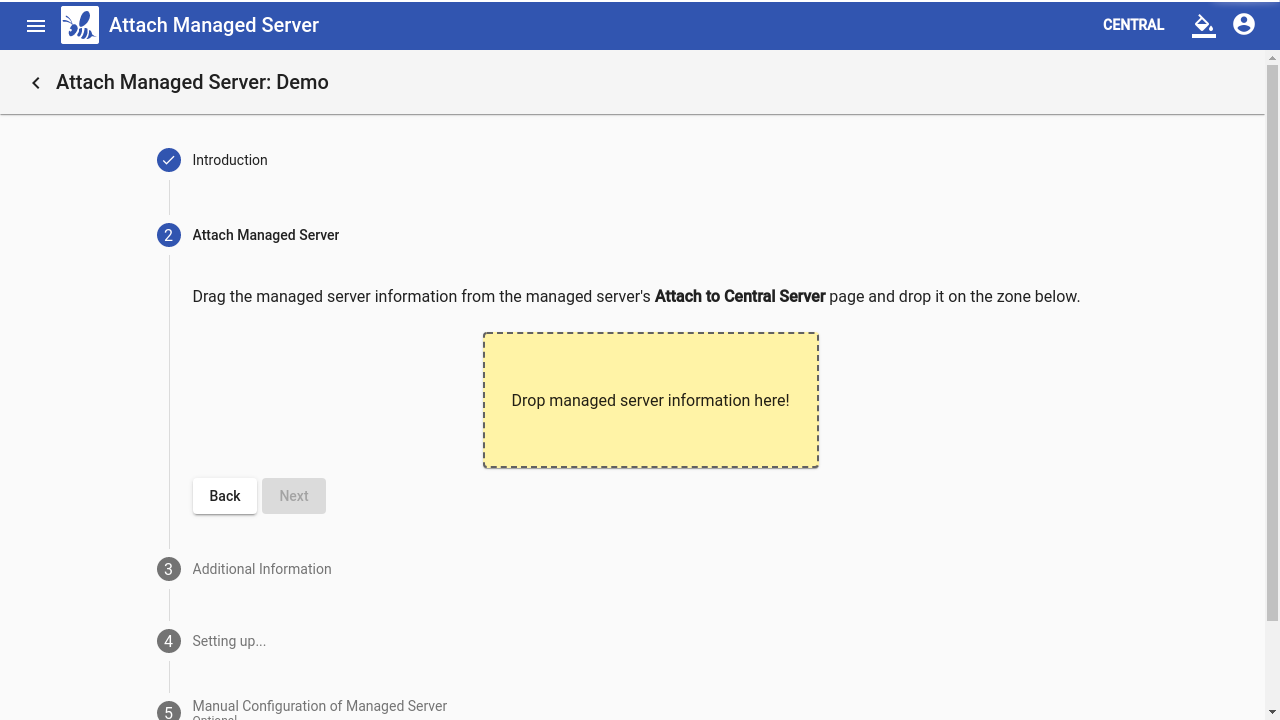 Attach Managed Server
CENTRAL
Attach Managed Server: Demo
Introduction
2
Attach Managed Server
Drag the managed server information from the managed server's Attach to Central Server page and drop it on the zone below.
Drop managed server information here!
Back
Next
3
Additional Information
4
Setting up...
5
Manual Configuration of Managed Server
Optional